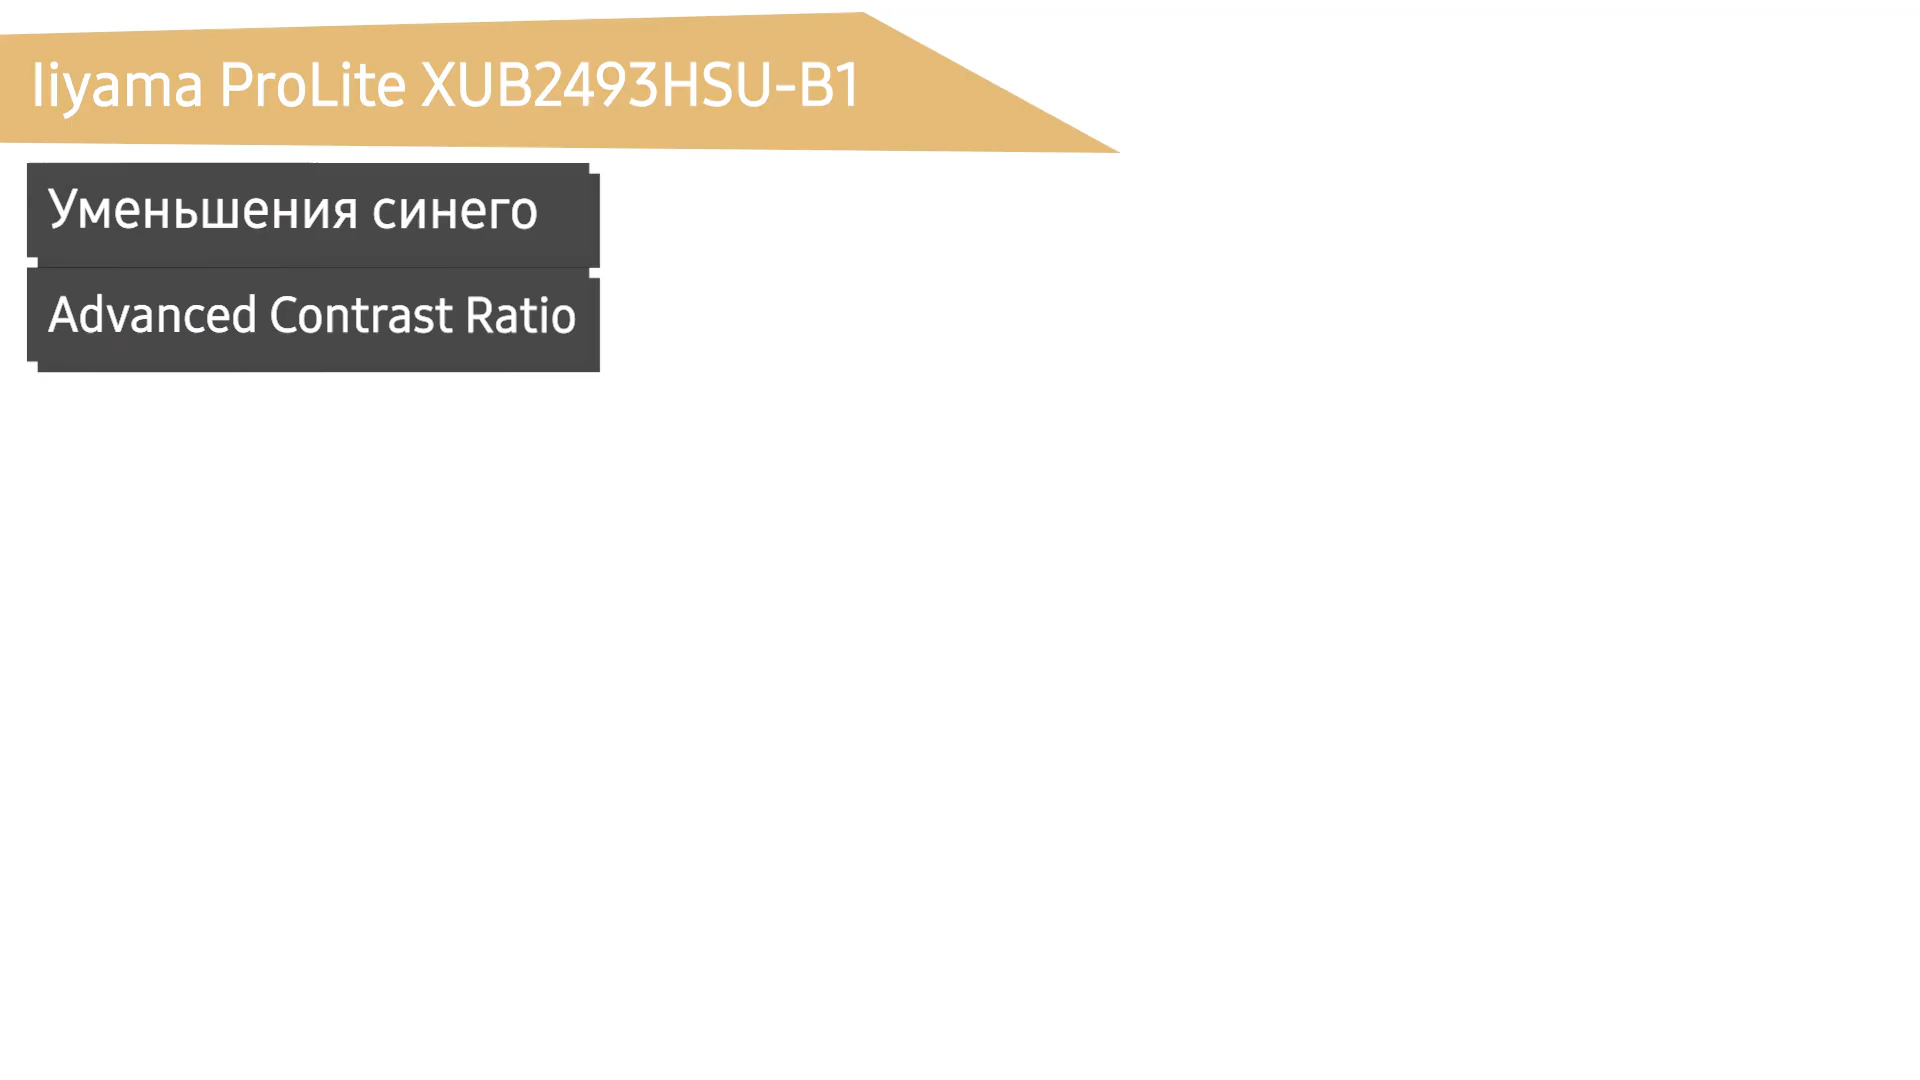 Iiyama ProLite XUB2493HSU-B1
Уменьшения синего
Advanced Contrast Ratio